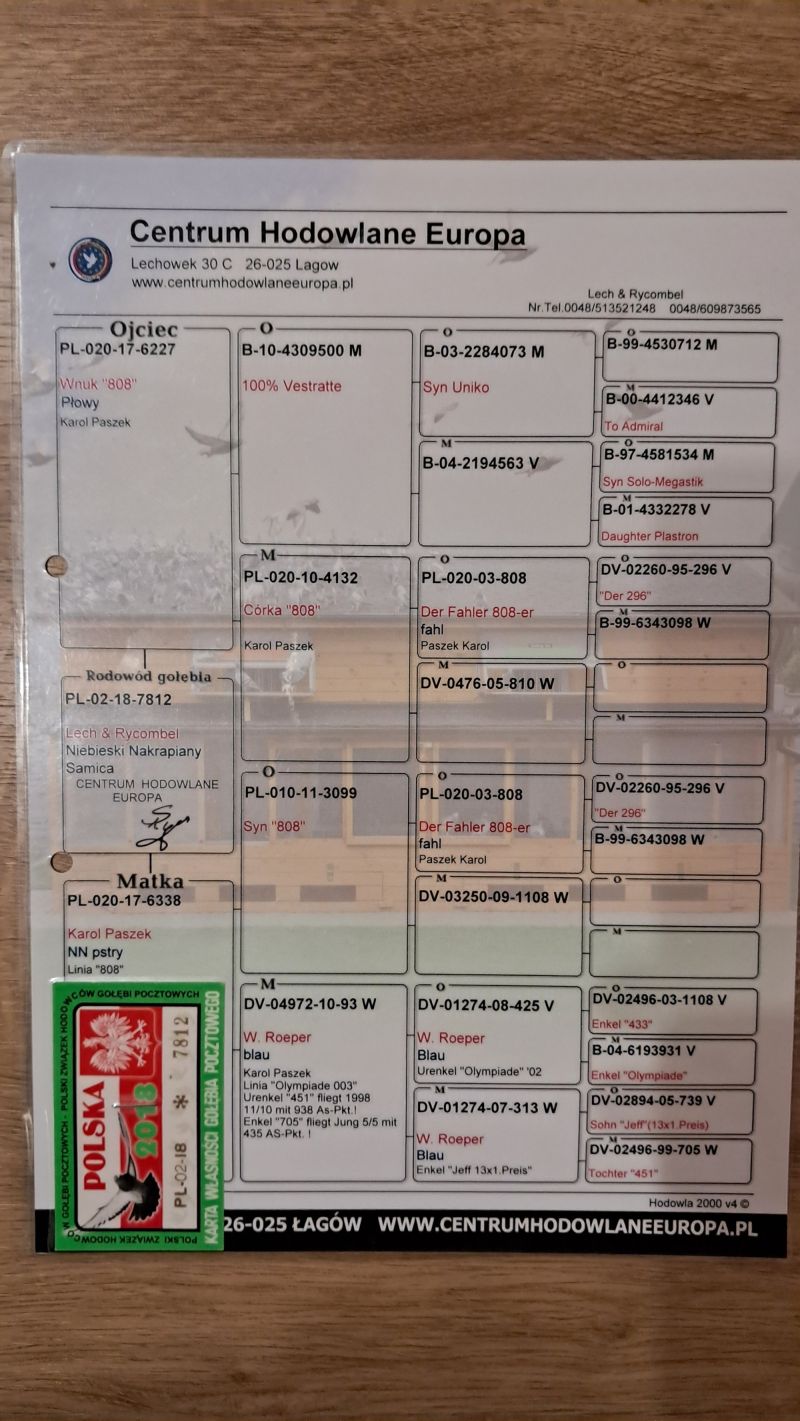 Centrum Hodowlane Europa
Lechowek 30 C 26-025 Lagow
www.centrumhodowlaneeuropa.pl
Lech & Rycombel
Nr.Tel.0048/513521248 0048/609873565
Ojciec
PL-020-17-6227
Wnuk "808"
Płowy
Karol Paszek
Rodowód gołębia
PL-02-18-7812
Lech & Rycombel
Niebieski Nakrapiany
Samica
CENTRUM HODOWLANE
EUROPA
Matka
PL-020-17-6338
Karol Paszek
NN pstry
Linia "808"
O
B-10-4309500 M
100% Vestratte
M
PL-020-10-4132
Córka "808"
Karol Paszek
O
PL-010-11-3099
Syn "808"
M
DV-04972-10-93 W
W. Roeper
blau
Karol Paszek
Linia "Olympiade 003"
Urenkel "451" fliegt 1998
11/10 mit 938 As-Pkt.!
Enkel "705" fliegt Jung 5/5 mit
435 AS-Pkt. !
O
B-03-2284073 M
Syn Uniko
M
B-04-2194563 V
O
PL-020-03-808
Der Fahler 808-er
fahl
Paszek Karol
M
DV-0476-05-810 W
O
PL-020-03-808
Der Fahler 808-er
fahl
Paszek Karol
M
DV-03250-09-1108 W
O
DV-01274-08-425 V
W. Roeper
Blau
Urenkel "Olympiade" '02
M
DV-01274-07-313 W
W. Roeper
Blau
Enkel "Jeff 13x1.Preis"
O
B-99-4530712 M
M
B-00-4412346 V
To Admiral
O
B-97-4581534 M
Syn Solo-Megastik
M
B-01-4332278 V
Daughter Plastron
O
DV-02260-95-296 V
"Der 296"
M
B-99-6343098 W
O
M
O
DV-02260-95-296 V
"Der 296"
M
B-99-6343098 W
O
M
O
DV-02496-03-1108 V
Enkel "433"
M
B-04-6193931 V
Enkel "Olympiade"
O
DV-02894-05-739 V
Sohn "Jeff"(13x1.Preis)
M
DV-02496-99-705 W
Tochter "451"
Hodowla 2000 v4 ©
26-025 ŁAGÓW WWW.CENTRUMHODOWLANEEUROPA.PL
POLSKA
2018
PL-02-18 * 7812
KARTA WŁASNOŚCI GOŁĘBIA POCZTOWEGO
POLSKI ZWIĄZEK HODOWCÓW GOŁĘBI POCZTOWYCH